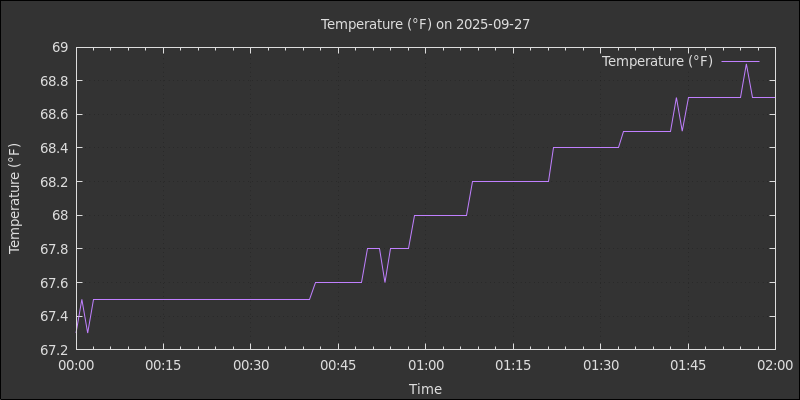 Temperature (°F) on 2025-09-27
Temperature (°F)
69
68.8
68.6
68.4
68.2
68
67.8
67.6
67.4
67.2
Temperature (°F)
00:00 00:15 00:30 00:45 01:00 01:15 01:30 01:45 02:00
Time